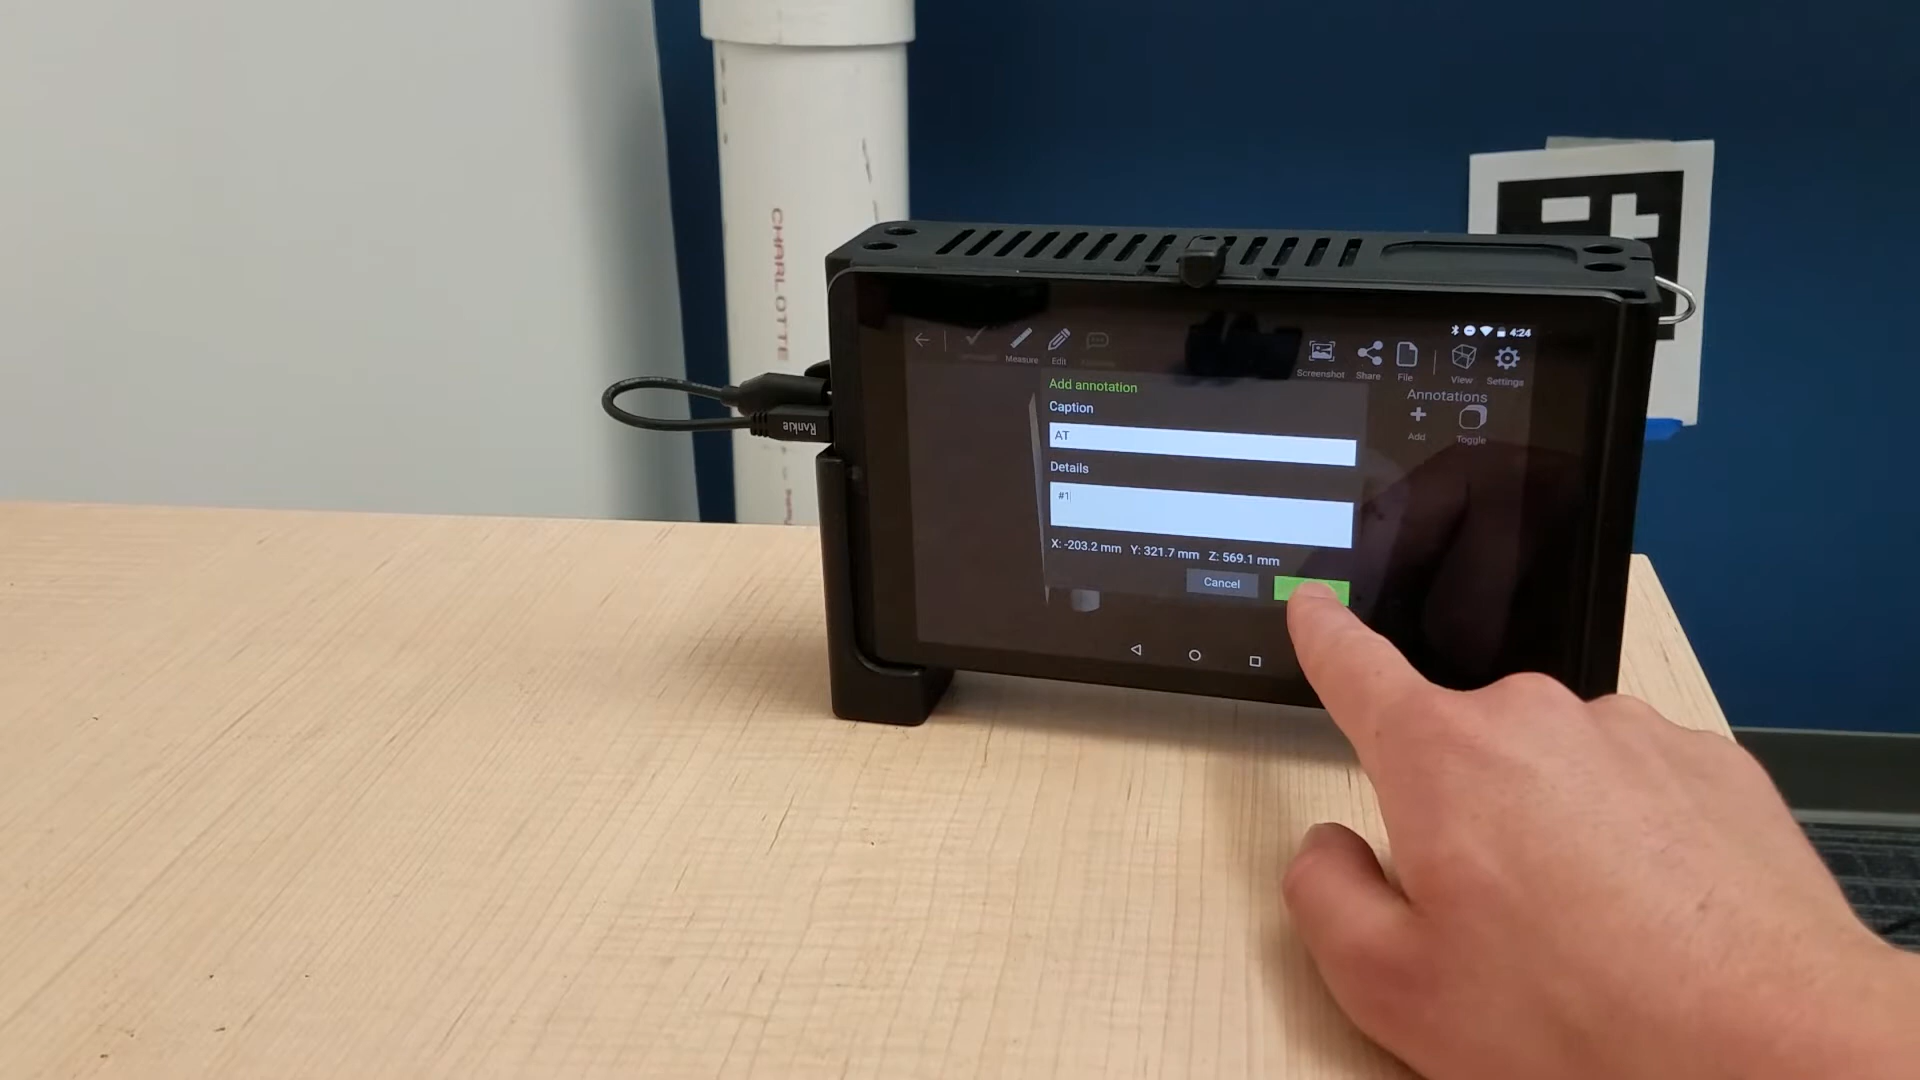 CHARLOTTE
Rankie
4:24
Measure
Edit
Screenshot
Share
File
View
Settings
Add annotation
Caption
AT
Details
#1
X: -203.2 mm Y: 321.7 mm Z: 569.1 mm
Cancel
Annotations
Add
Toggle